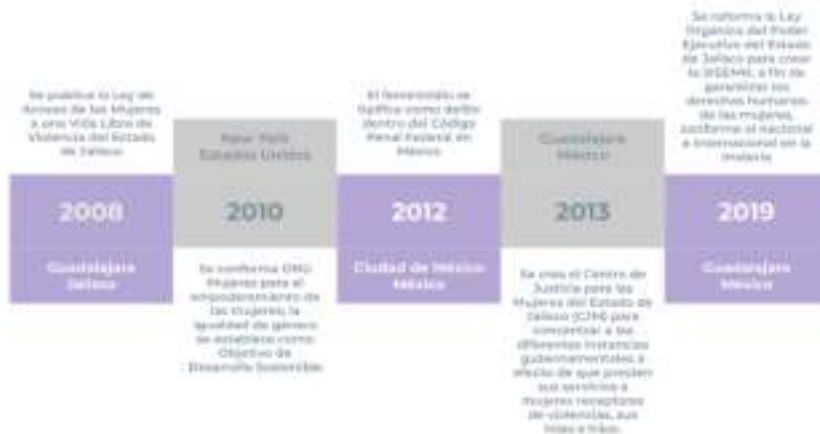 Se publica la Ley de
Acceso de las Mujeres
a una Vida Libre de
Violencia del Estado
de Jalisco
2008
Guadalajara
Jalisco
New York
Estados Unidos
2010
Se conforma ONU
Mujeres para el
empoderamiento de
las mujeres, la
igualdad de género
se establece como
Objetivo de
Desarrollo Sostenible
El feminicidio se
tipifica como delito
dentro del Código
Penal Federal en
México
2012
Ciudad de México
México
Guadalajara
México
2013
Se crea el Centro de
Justicia para las
Mujeres del Estado de
Jalisco (CJM) para
concentrar a las
diferentes instancias
gubernamentales a
efecto de que presten
sus servicios a
mujeres receptoras
de violencias, sus
hijas e hijos.
Se reforma la Ley
Orgánica del Poder
Ejecutivo del Estado
de Jalisco para crear
la SISEMH, a fin de
garantizar los
derechos humanos
de las mujeres,
conforme al nacional
e internacional en la
materia
2019
Guadalajara
México